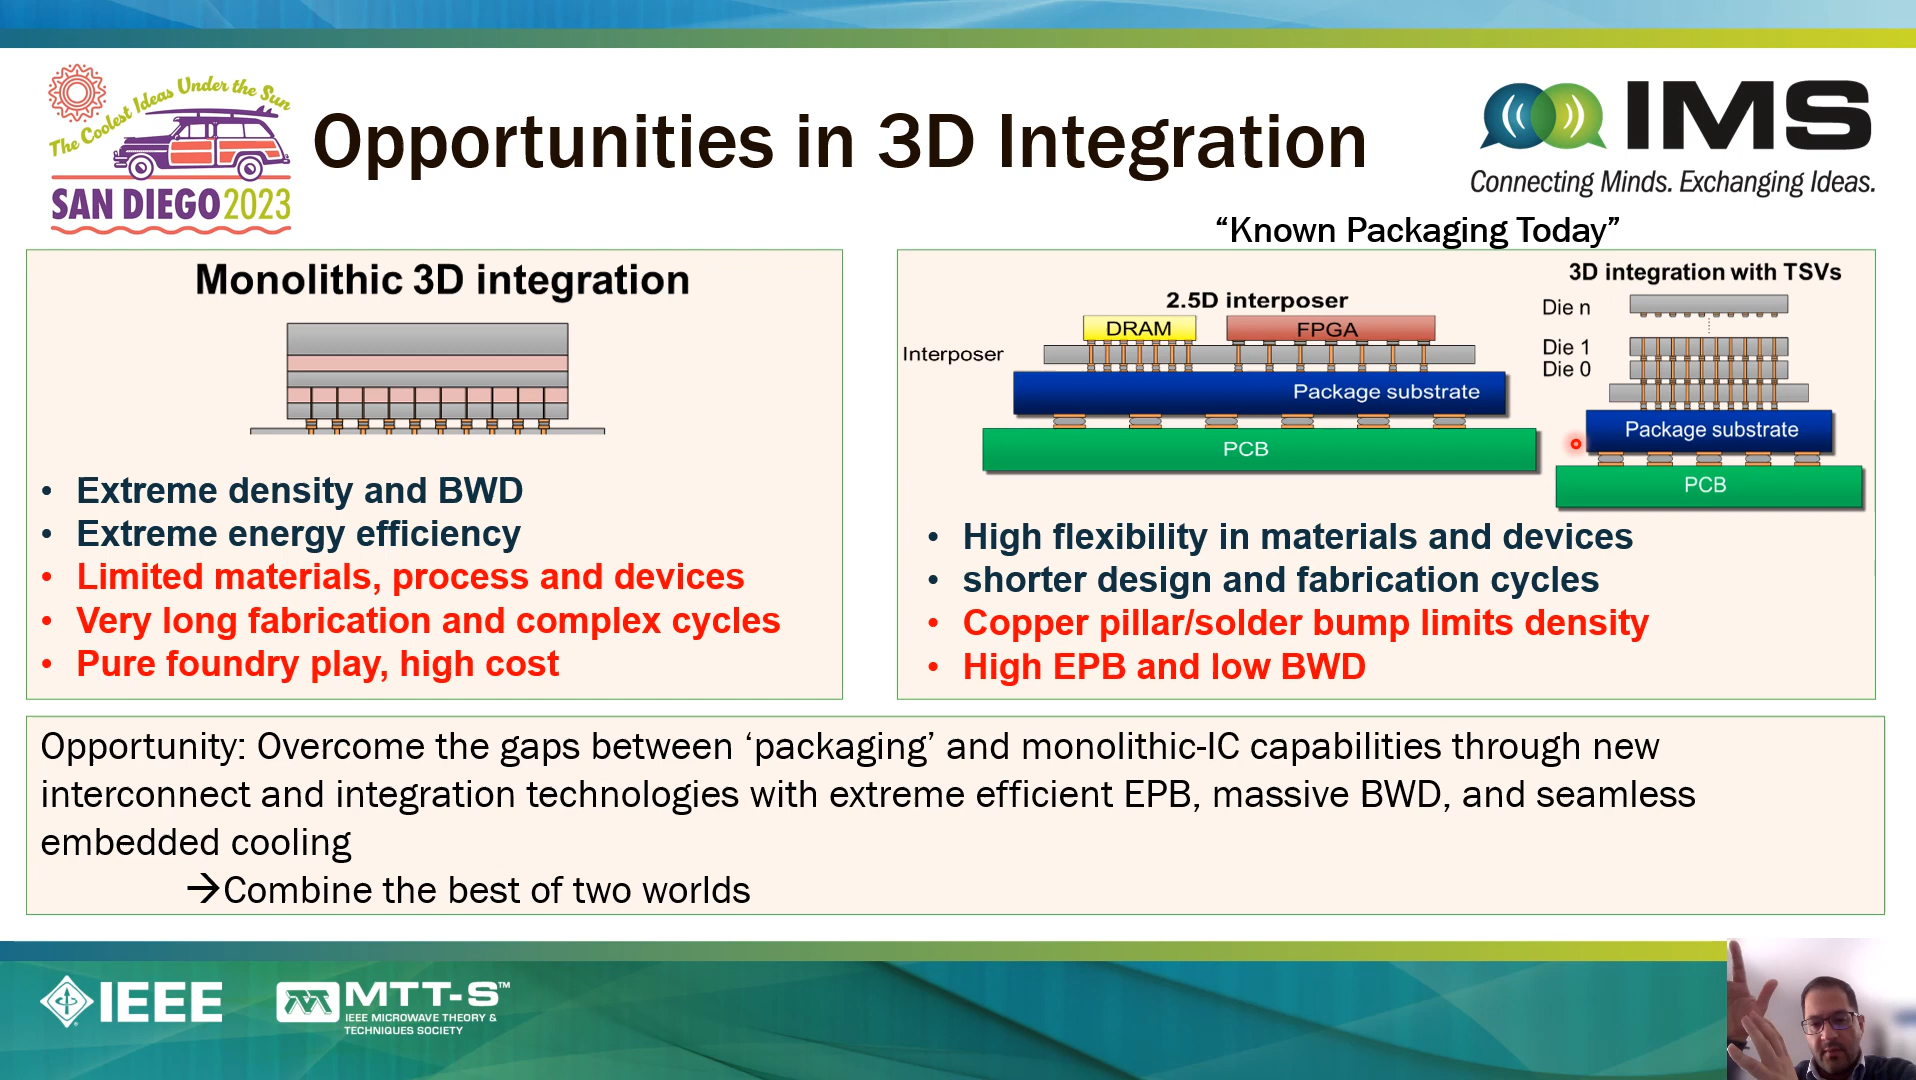 The Coolest Ideas Under the Sun
SAN DIEGO 2023
Opportunities in 3D Integration
IMS
Connecting Minds. Exchanging Ideas.
“Known Packaging Today”
Monolithic 3D integration
• Extreme density and BWD
• Extreme energy efficiency
• Limited materials, process and devices
• Very long fabrication and complex cycles
• Pure foundry play, high cost
2.5D interposer
DRAM
FPGA
Interposer
Package substrate
PCB
3D integration with TSVs
Die n
Die 1
Die 0
Package substrate
PCB
• High flexibility in materials and devices
• shorter design and fabrication cycles
• Copper pillar/solder bump limits density
• High EPB and low BWD
Opportunity: Overcome the gaps between ‘packaging’ and monolithic-IC capabilities through new
interconnect and integration technologies with extreme efficient EPB, massive BWD, and seamless
embedded cooling
→Combine the best of two worlds
IEEE
MTT-S™
IEEE MICROWAVE THEORY &
TECHNIQUES SOCIETY